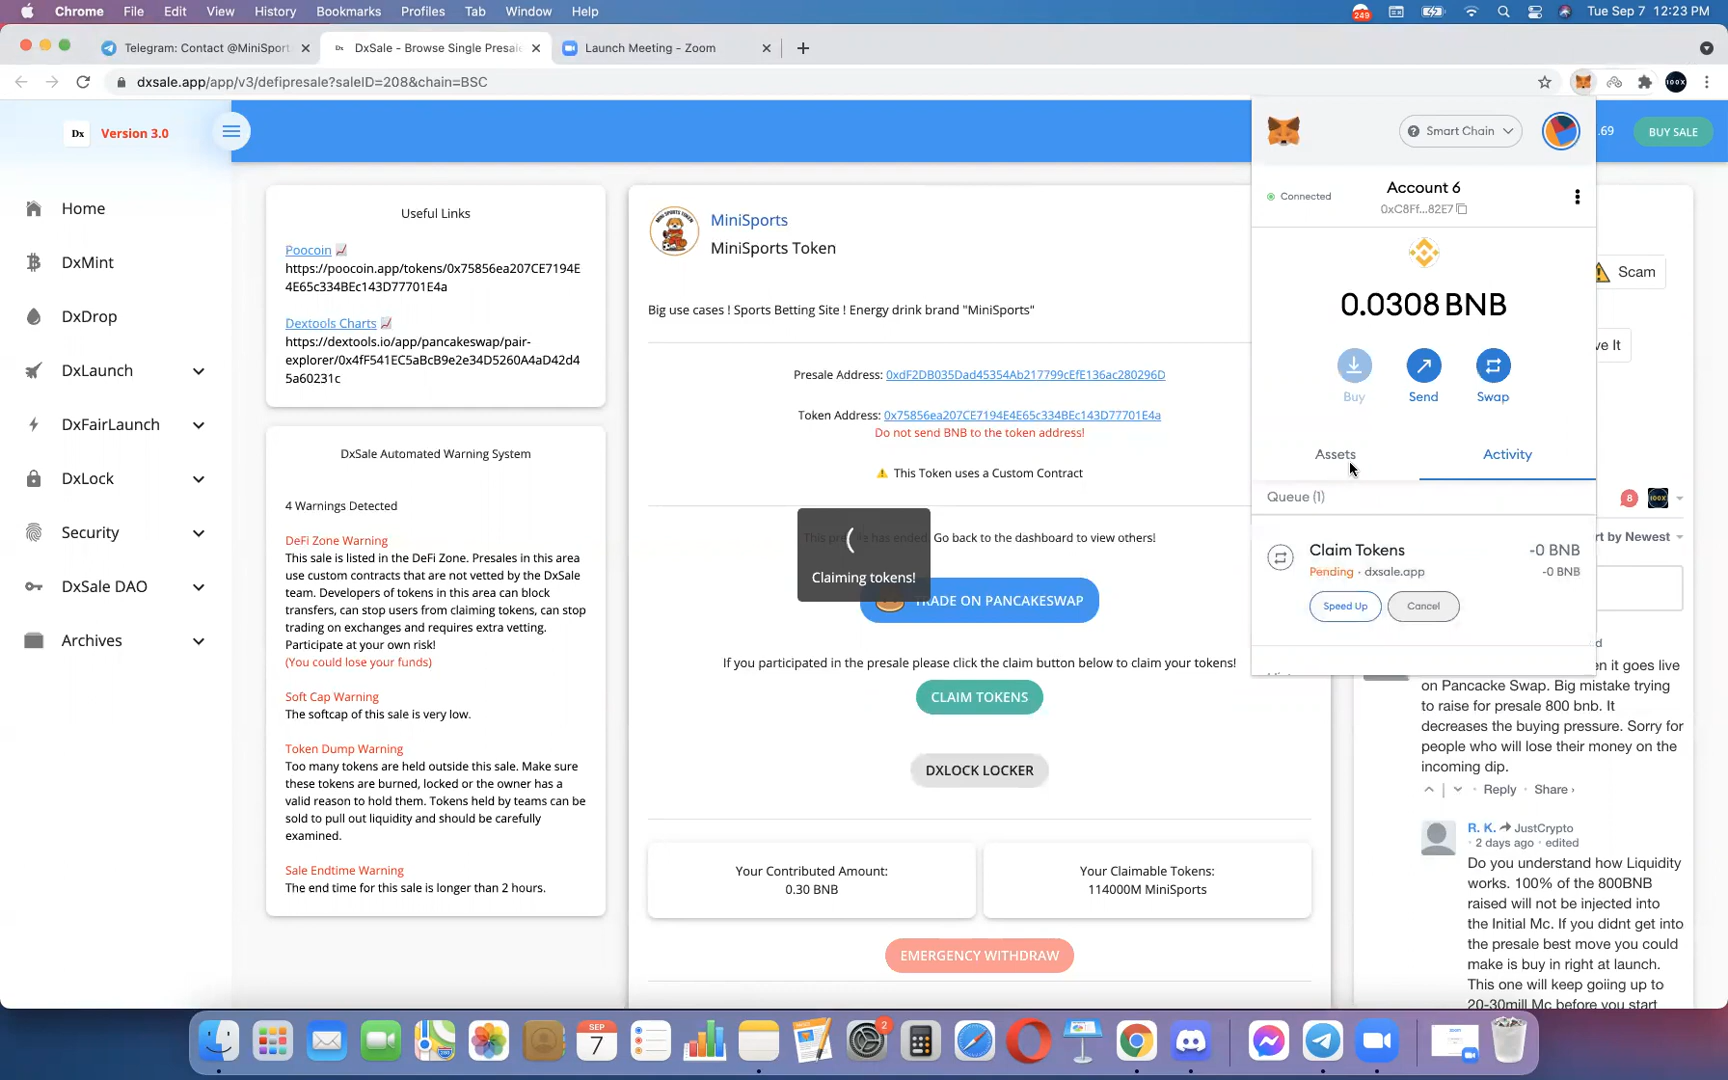 Chrome File Edit View History Bookmarks Profiles Tab Window Help
249
Tue Sep 7 12:23 PM
Telegram: Contact @MiniSport
Dx DxSale - Browse Single Presale
Launch Meeting - Zoom
dxsale.app/app/v3/defipresale?saleID=208&chain=BSC
100X
Dx Version 3.0
Home
DxMint
DxDrop
DxLaunch
DxFairLaunch
DxLock
Security
DxSale DAO
Archives
Useful Links
Poocoin
https://poocoin.app/tokens/0x75856ea207CE7194E
4E65c334BEc143D77701E4a
Dextools Charts
https://dextools.io/app/pancakeswap/pair-
explorer/0x4fF541EC5aBcB9e2e34D5260A4aD42d4
5a60231c
DxSale Automated Warning System
4 Warnings Detected
DeFi Zone Warning
This sale is listed in the DeFi Zone. Presales in this area
use custom contracts that are not vetted by the DxSale
team. Developers of tokens in this area can block
transfers, can stop users from claiming tokens, can stop
trading on exchanges and requires extra vetting.
Participate at your own risk!
(You could lose your funds)
Soft Cap Warning
The softcap of this sale is very low.
Token Dump Warning
Too many tokens are held outside this sale. Make sure
these tokens are burned, locked or the owner has a
valid reason to hold them. Tokens held by teams can be
sold to pull out liquidity and should be carefully
examined.
Sale Endtime Warning
The end time for this sale is longer than 2 hours.
MINI SPORTS TOKEN
MiniSports
MiniSports Token
Big use cases ! Sports Betting Site ! Energy drink brand "MiniSports"
Presale Address: 0xdF2DB035Dad45354Ab217799cEfE136ac280296D
Token Address: 0x75856ea207CE7194E4E65c334BEc143D77701E4a
Do not send BNB to the token address!
This Token uses a Custom Contract
has ended. Go back to the dashboard to view others!
Claiming tokens!
TRADE ON PANCAKESWAP
If you participated in the presale please click the claim button below to claim your tokens!
CLAIM TOKENS
DXLOCK LOCKER
Your Contributed Amount:
0.30 BNB
Your Claimable Tokens:
114000M MiniSports
EMERGENCY WITHDRAW
Smart Chain
.69
BUY SALE
Connected
Account 6
0xC8Ff...82E7
0.0308 BNB
Buy Send Swap
Assets Activity
Queue (1)
Claim Tokens -0 BNB
Pending · dxsale.app -0 BNB
Speed Up Cancel
Scam
ve It
8
100X
rt by Newest
n it goes live
on Pancacke Swap. Big mistake trying
to raise for presale 800 bnb. It
decreases the buying pressure. Sorry for
people who will lose their money on the
incoming dip.
Reply · Share ›
R. K. JustCrypto
· 2 days ago · edited
Do you understand how Liquidity
works. 100% of the 800BNB
raised will not be injected into
the Initial Mc. If you didnt get into
the presale best move you could
make is buy in right at launch.
This one will keep goiing up to
20-30mill Mc before you start
SEP
7
2